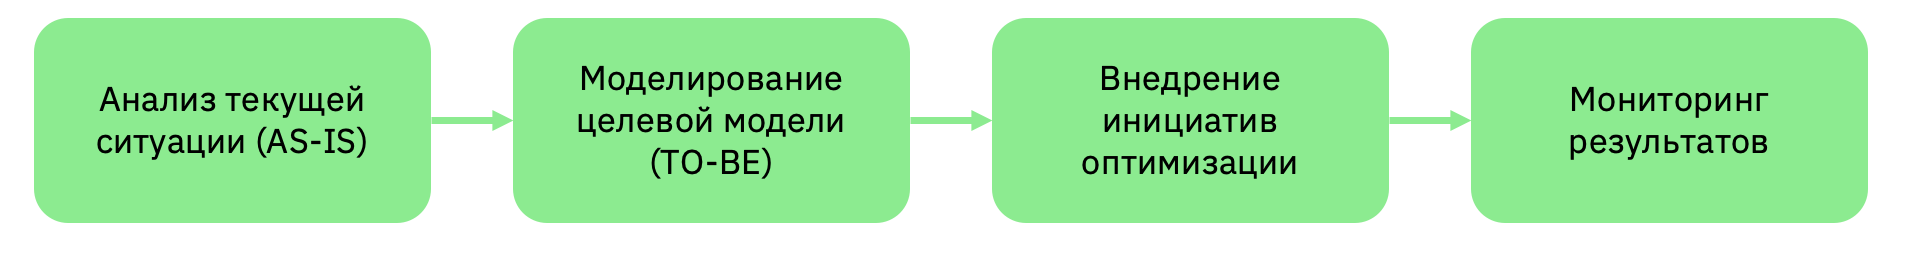 Анализ текущей
ситуации (AS-IS)
Моделирование
целевой модели
(TO-BE)
Внедрение
инициатив
оптимизации
Мониторинг
результатов